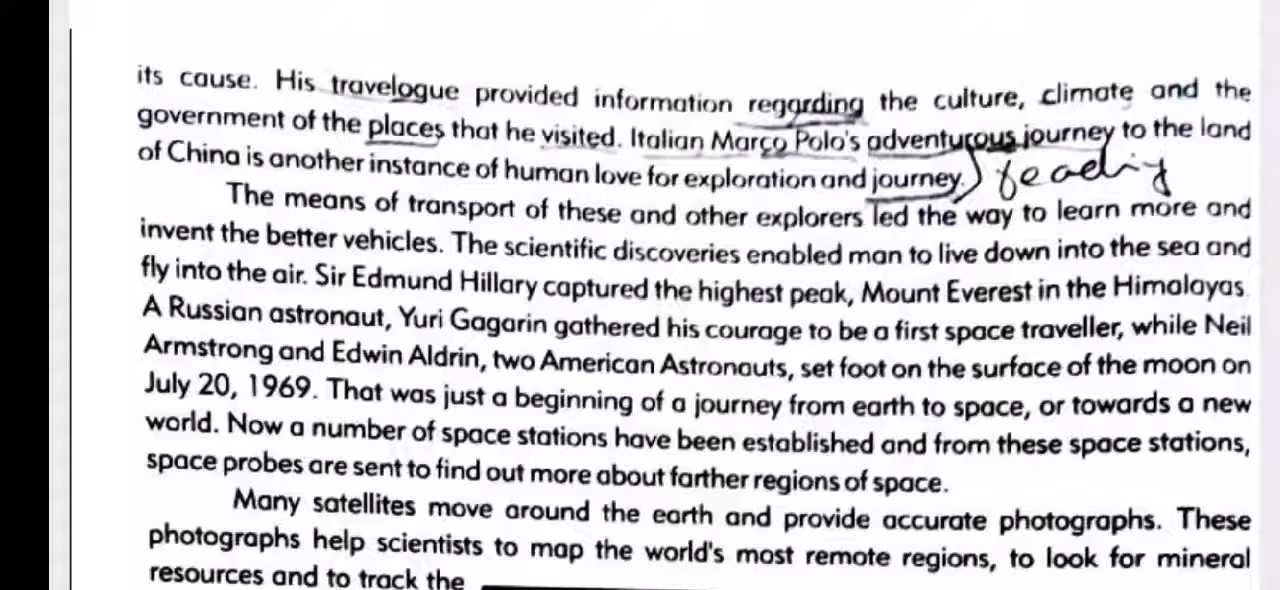 its cause. His travelogue provided information regarding the culture, climate and the
government of the places that he visited. Italian Marco Polo's adventurous journey to the land
of China is another instance of human love for exploration and journey. reading
The means of transport of these and other explorers led the way to learn more and
invent the better vehicles. The scientific discoveries enabled man to live down into the sea and
fly into the air. Sir Edmund Hillary captured the highest peak, Mount Everest in the Himalayas.
A Russian astronaut, Yuri Gagarin gathered his courage to be a first space traveller, while Neil
Armstrong and Edwin Aldrin, two American Astronauts, set foot on the surface of the moon on
July 20, 1969. That was just a beginning of a journey from earth to space, or towards a new
world. Now a number of space stations have been established and from these space stations,
space probes are sent to find out more about farther regions of space.
Many satellites move around the earth and provide accurate photographs. These
photographs help scientists to map the world's most remote regions, to look for mineral
resources and to track the